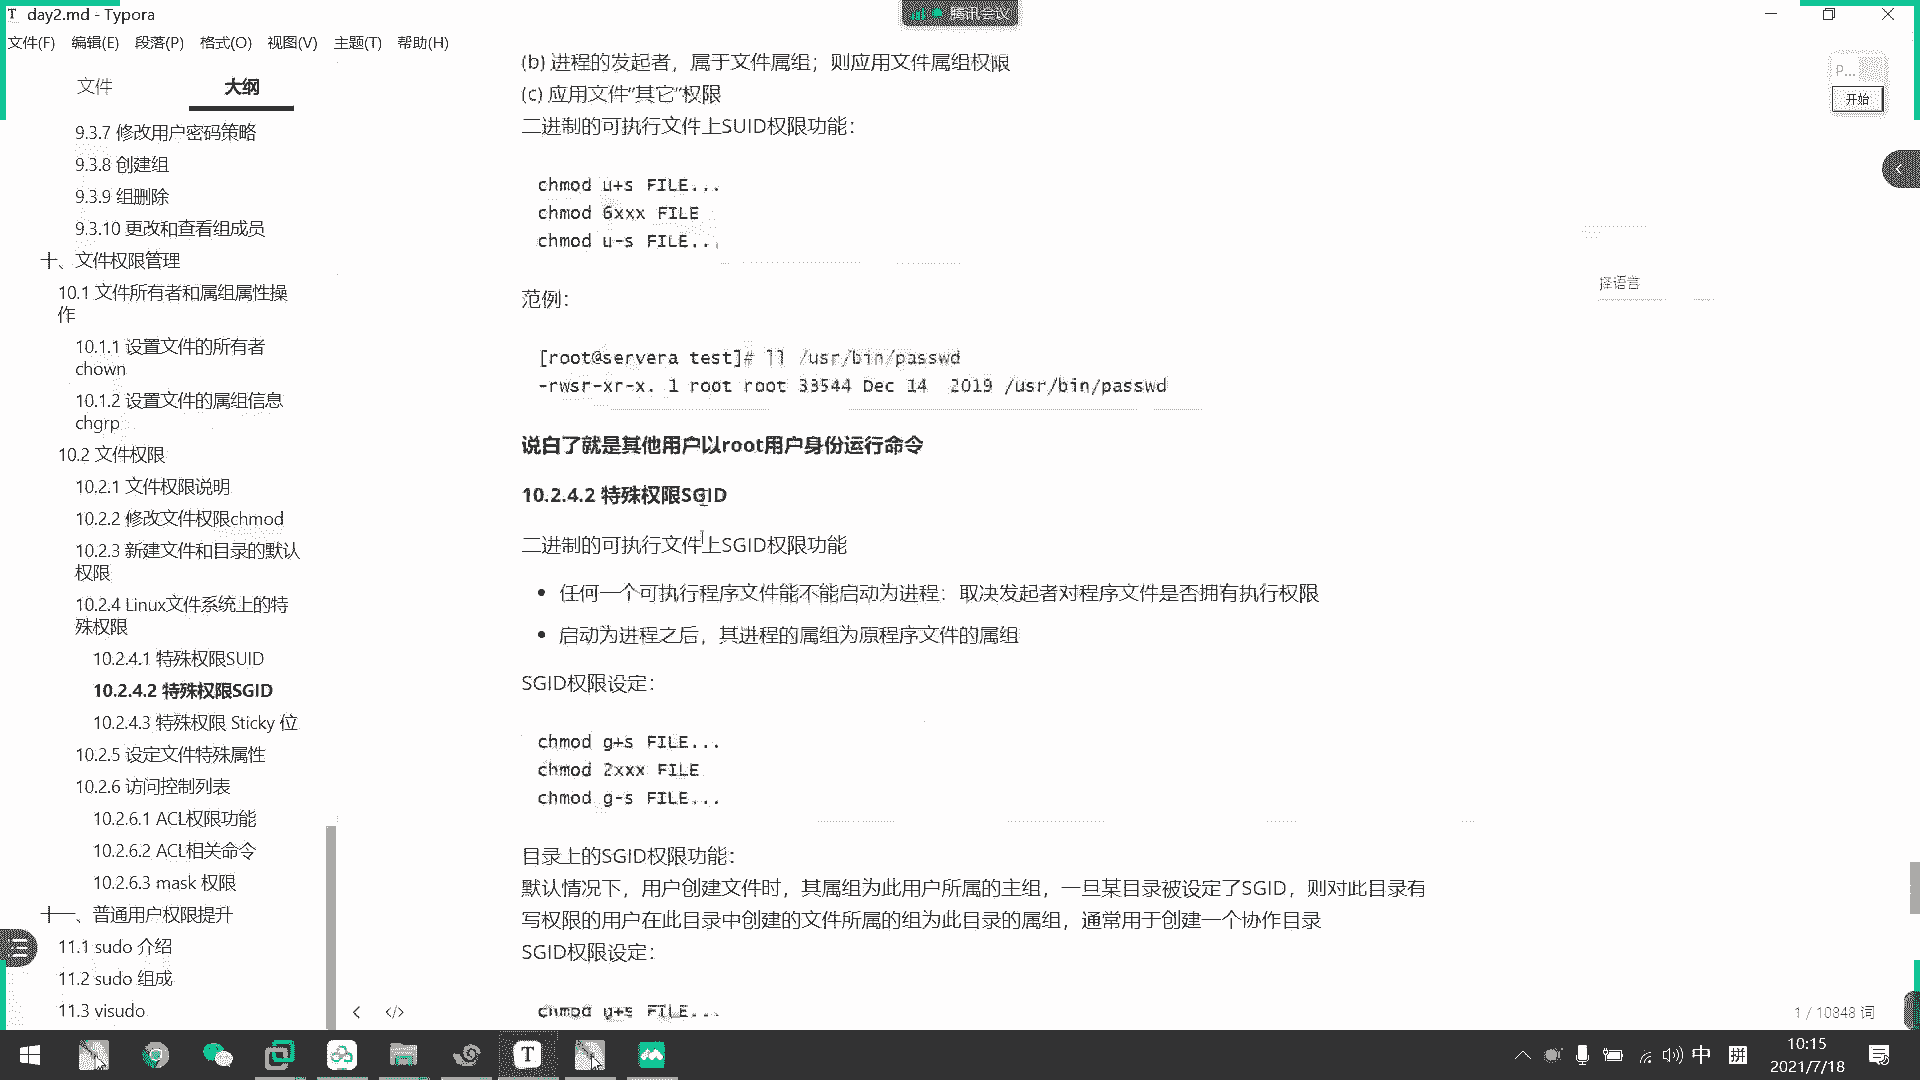 day2.md - Typora
腾讯会议
文件(F) 编辑(E) 段落(P) 格式(O) 视图(V) 主题(T) 帮助(H)
文件 大纲
9.3.7 修改用户密码策略
9.3.8 创建组
9.3.9 组删除
9.3.10 更改和查看组成员
十、文件权限管理
10.1 文件所有者和属组属性操
作
10.1.1 设置文件的所有者
chown
10.1.2 设置文件的属组信息
chgrp
10.2 文件权限
10.2.1 文件权限说明
10.2.2 修改文件权限chmod
10.2.3 新建文件和目录的默认
权限
10.2.4 Linux文件系统上的特
殊权限
10.2.4.1 特殊权限SUID
10.2.4.2 特殊权限SGID
10.2.4.3 特殊权限 Sticky 位
10.2.5 设定文件特殊属性
10.2.6 访问控制列表
10.2.6.1 ACL权限功能
10.2.6.2 ACL相关命令
10.2.6.3 mask 权限
十一、普通用户权限提升
11.1 sudo 介绍
11.2 sudo 组成
11.3 visudo
(b) 进程的发起者，属于文件属组；则应用文件属组权限
(c) 应用文件"其它"权限
二进制的可执行文件上SUID权限功能：
chmod u+s FILE...
chmod 6xxx FILE
chmod u-s FILE...
范例：
[root@servera test]# ll /usr/bin/passwd
-rwsr-xr-x. 1 root root 33544 Dec 14  2019 /usr/bin/passwd
说白了就是其他用户以root用户身份运行命令
10.2.4.2 特殊权限SGID
二进制的可执行文件上SGID权限功能
• 任何一个可执行程序文件能不能启动为进程：取决发起者对程序文件是否拥有执行权限
• 启动为进程之后，其进程的属组为原程序文件的属组
SGID权限设定：
chmod g+s FILE...
chmod 2xxx FILE
chmod g-s FILE...
目录上的SGID权限功能：
默认情况下，用户创建文件时，其属组为此用户所属的主组，一旦某目录被设定了SGID，则对此目录有
写权限的用户在此目录中创建的文件所属的组为此目录的属组，通常用于创建一个协作目录
SGID权限设定：
chmod g+s FILE...
P...
开始
择语言
1 / 10848 词
中 拼
10:15
2021/7/18